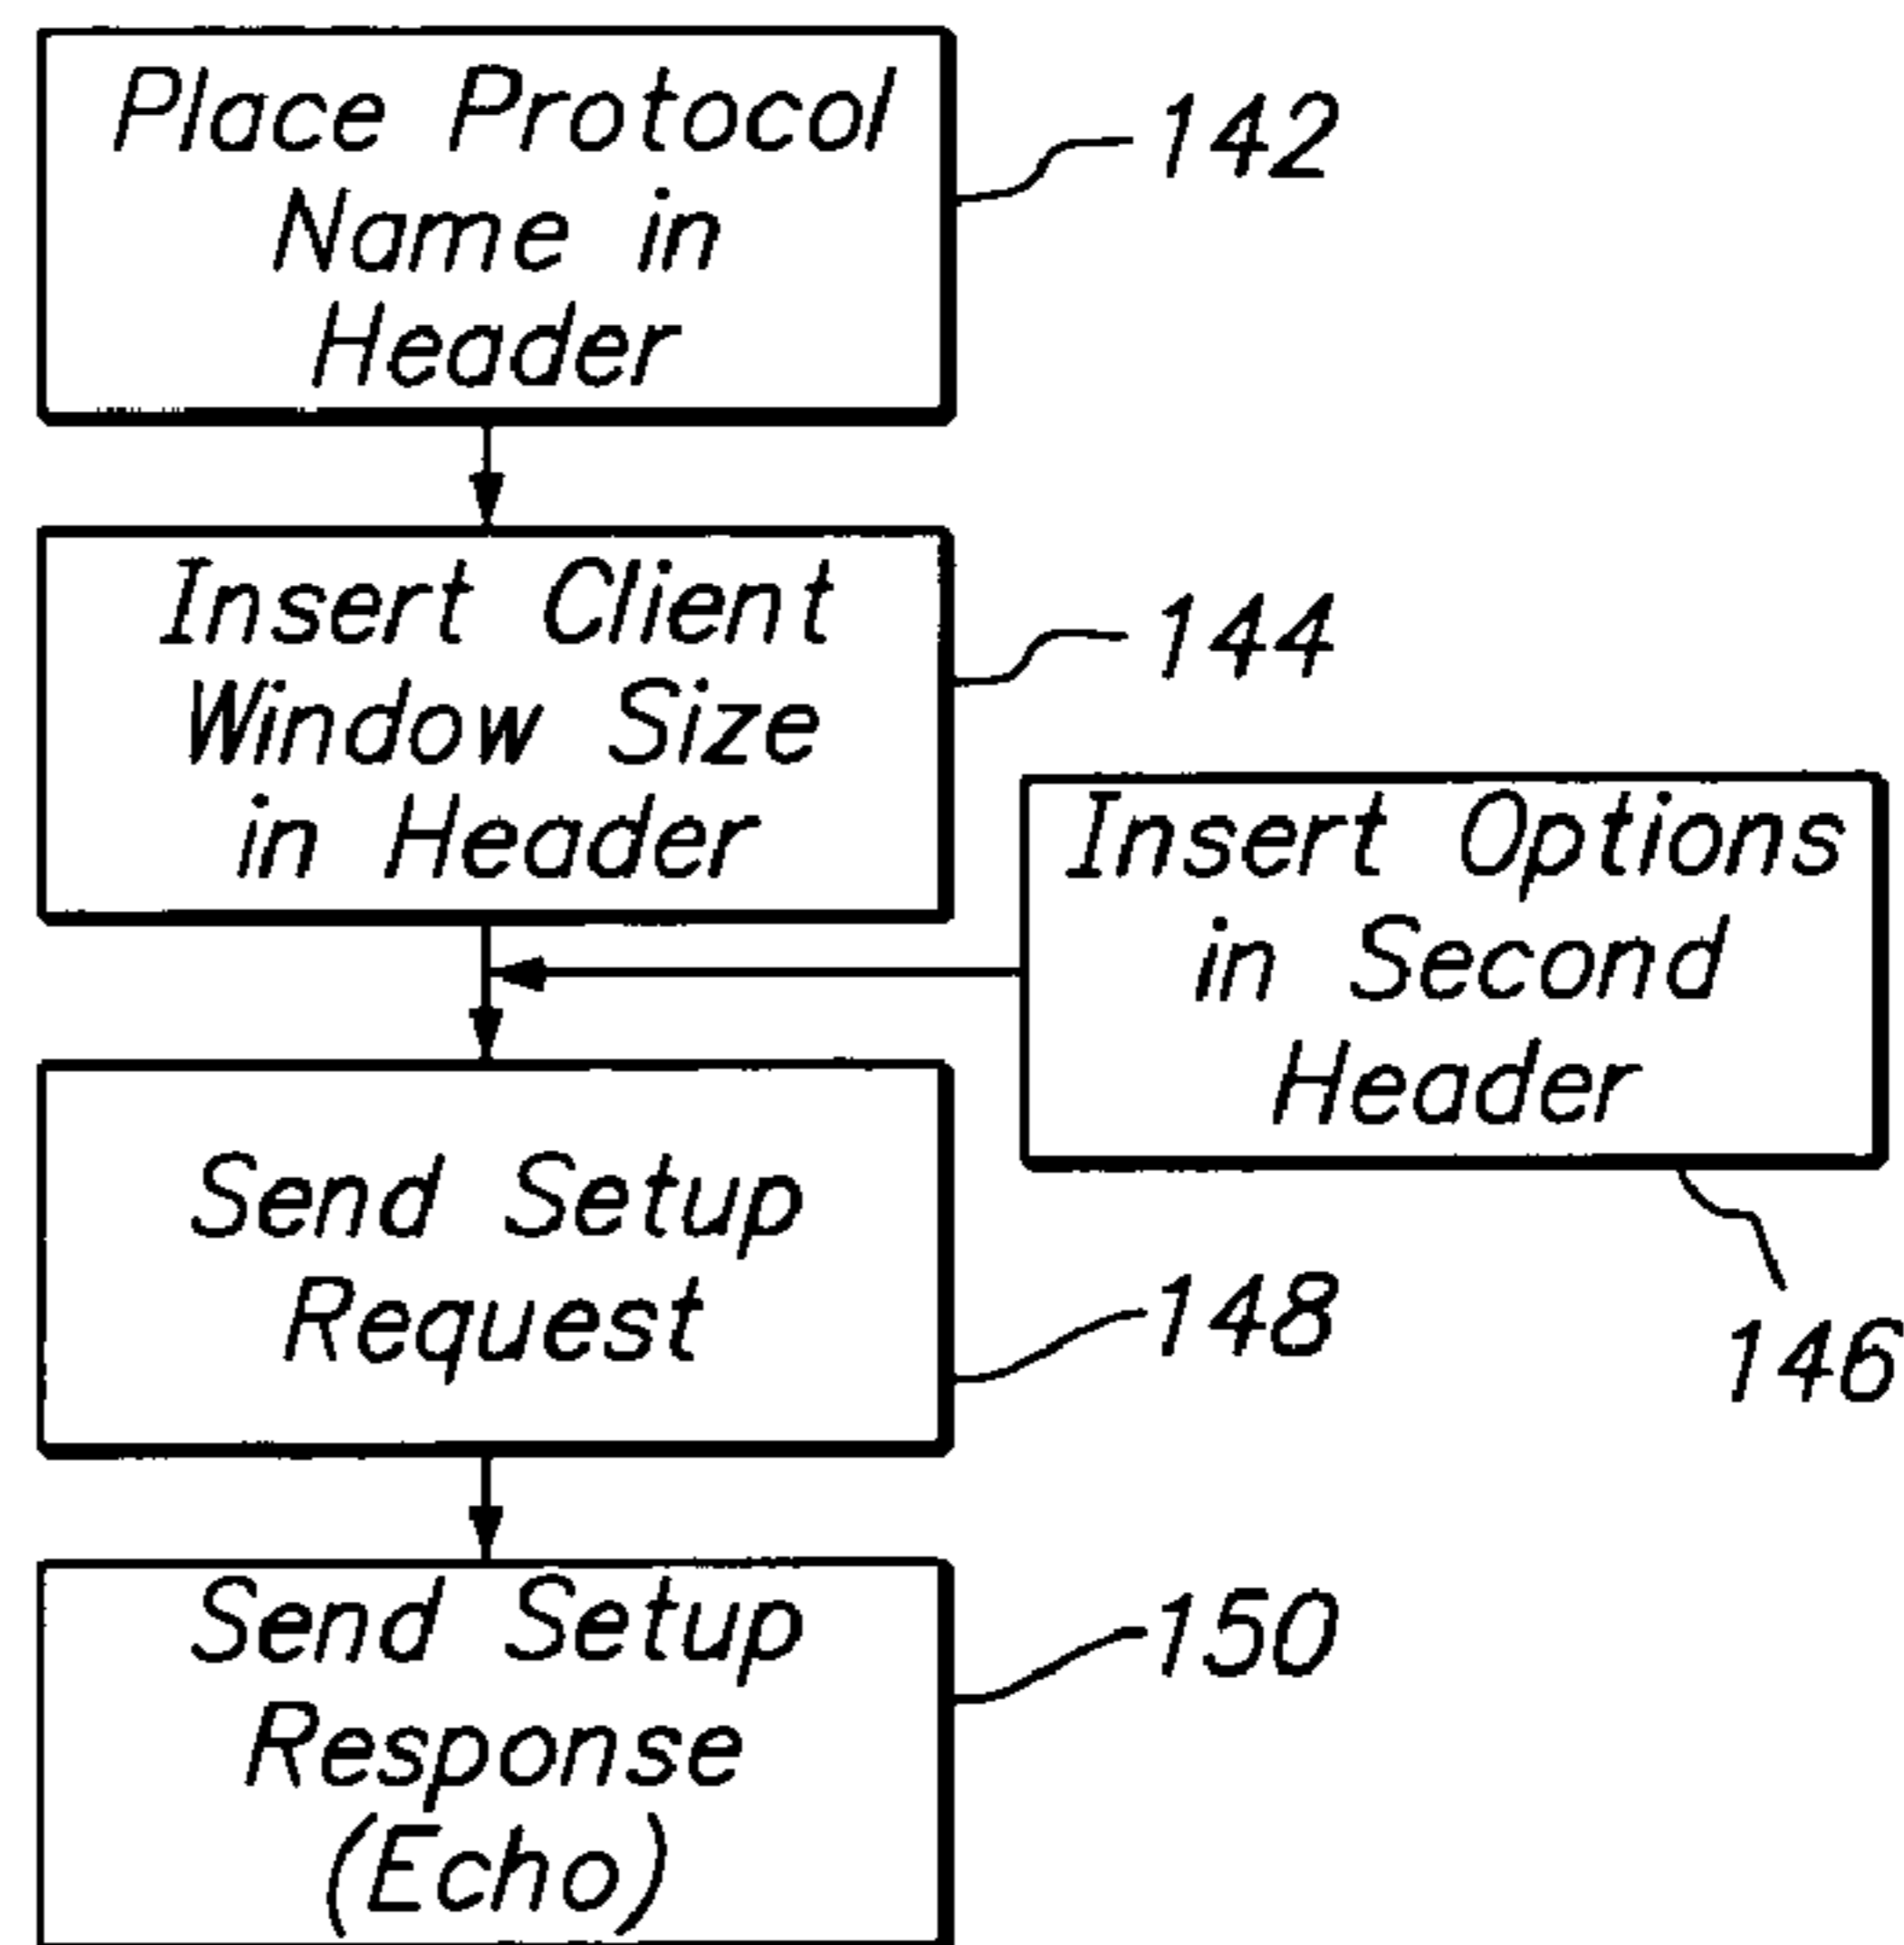 Place Protocol
Name in
Header
142
Insert Client
Window Size
in Header
144
Insert Options
in Second
Header
146
Send Setup
Request
148
Send Setup
Response
(Echo)
150